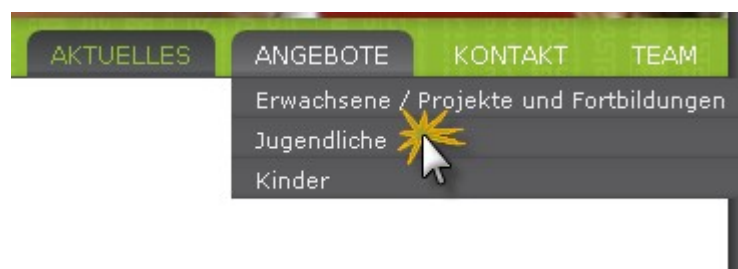 AKTUELLES ANGEBOTE KONTAKT TEAM
Erwachsene / Projekte und Fortbildungen
Jugendliche
Kinder